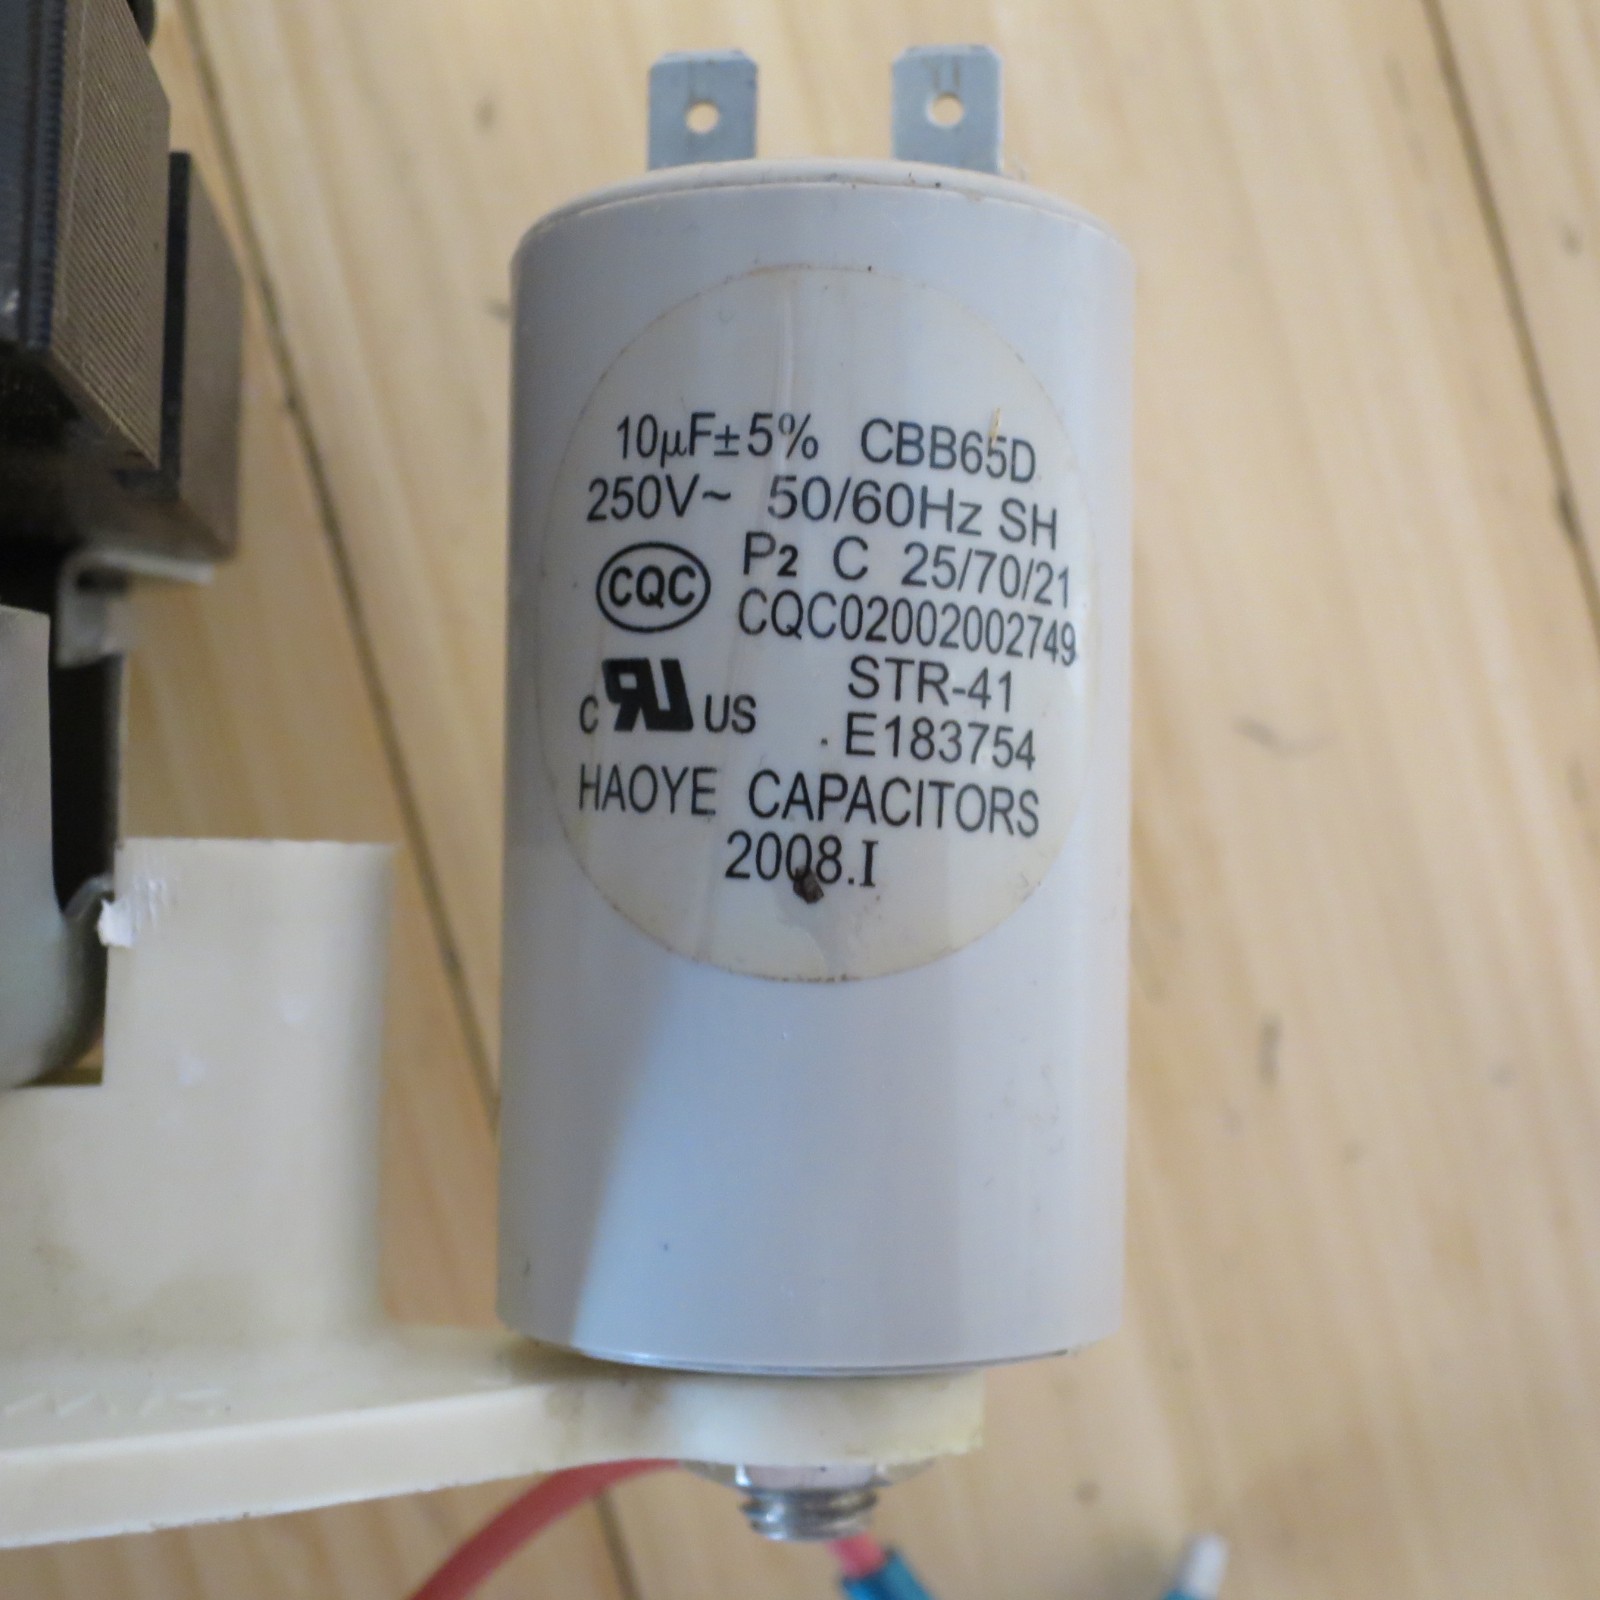 10µF±5% CBB65D
250V~ 50/60Hz SH
P2 C 25/70/21
CQC CQC02002002749
STR-41
c RU US E183754
HAOYE CAPACITORS
2008.I